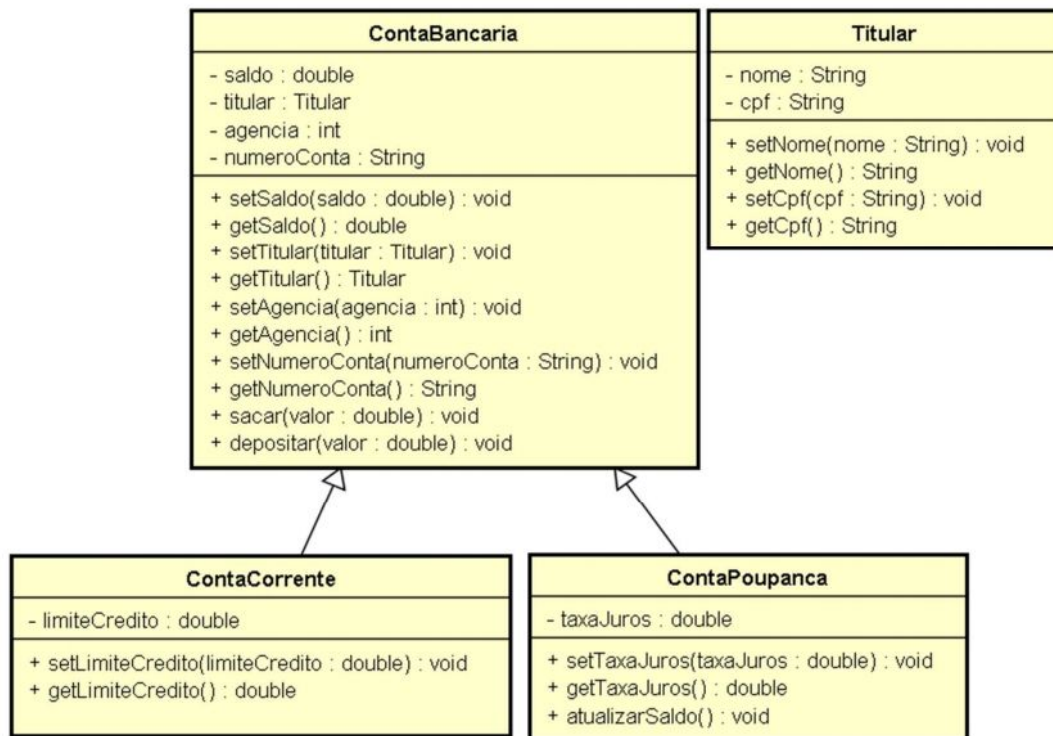 ContaBancaria
- saldo : double
- titular : Titular
- agencia : int
- numeroConta : String
+ setSaldo(saldo : double) : void
+ getSaldo() : double
+ setTitular(titular : Titular) : void
+ getTitular() : Titular
+ setAgencia(agencia : int) : void
+ getAgencia() : int
+ setNumeroConta(numeroConta : String) : void
+ getNumeroConta() : String
+ sacar(valor : double) : void
+ depositar(valor : double) : void
Titular
- nome : String
- cpf : String
+ setNome(nome : String) : void
+ getNome() : String
+ setCpf(cpf : String) : void
+ getCpf() : String
ContaCorrente
- limiteCredito : double
+ setLimiteCredito(limiteCredito : double) : void
+ getLimiteCredito() : double
ContaPoupanca
- taxaJuros : double
+ setTaxaJuros(taxaJuros : double) : void
+ getTaxaJuros() : double
+ atualizarSaldo() : void